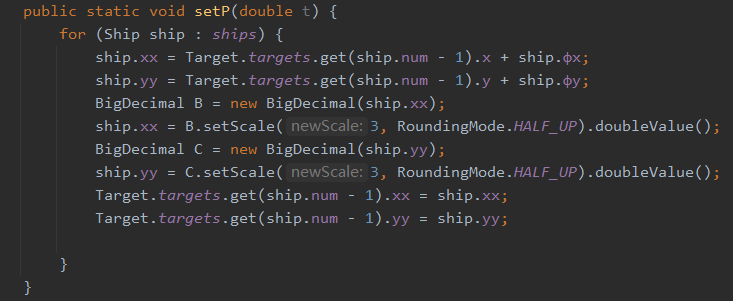 public static void setP(double t) {
for (Ship ship : ships) {
ship.xx = Target.targets.get(ship.num - 1).x + ship.фx;
ship.yy = Target.targets.get(ship.num - 1).y + ship.фy;
BigDecimal B = new BigDecimal(ship.xx);
ship.xx = B.setScale( newScale: 3, RoundingMode.HALF_UP).doubleValue();
BigDecimal C = new BigDecimal(ship.yy);
ship.yy = C.setScale( newScale: 3, RoundingMode.HALF_UP).doubleValue();
Target.targets.get(ship.num - 1).xx = ship.xx;
Target.targets.get(ship.num - 1).yy = ship.yy;
}
}